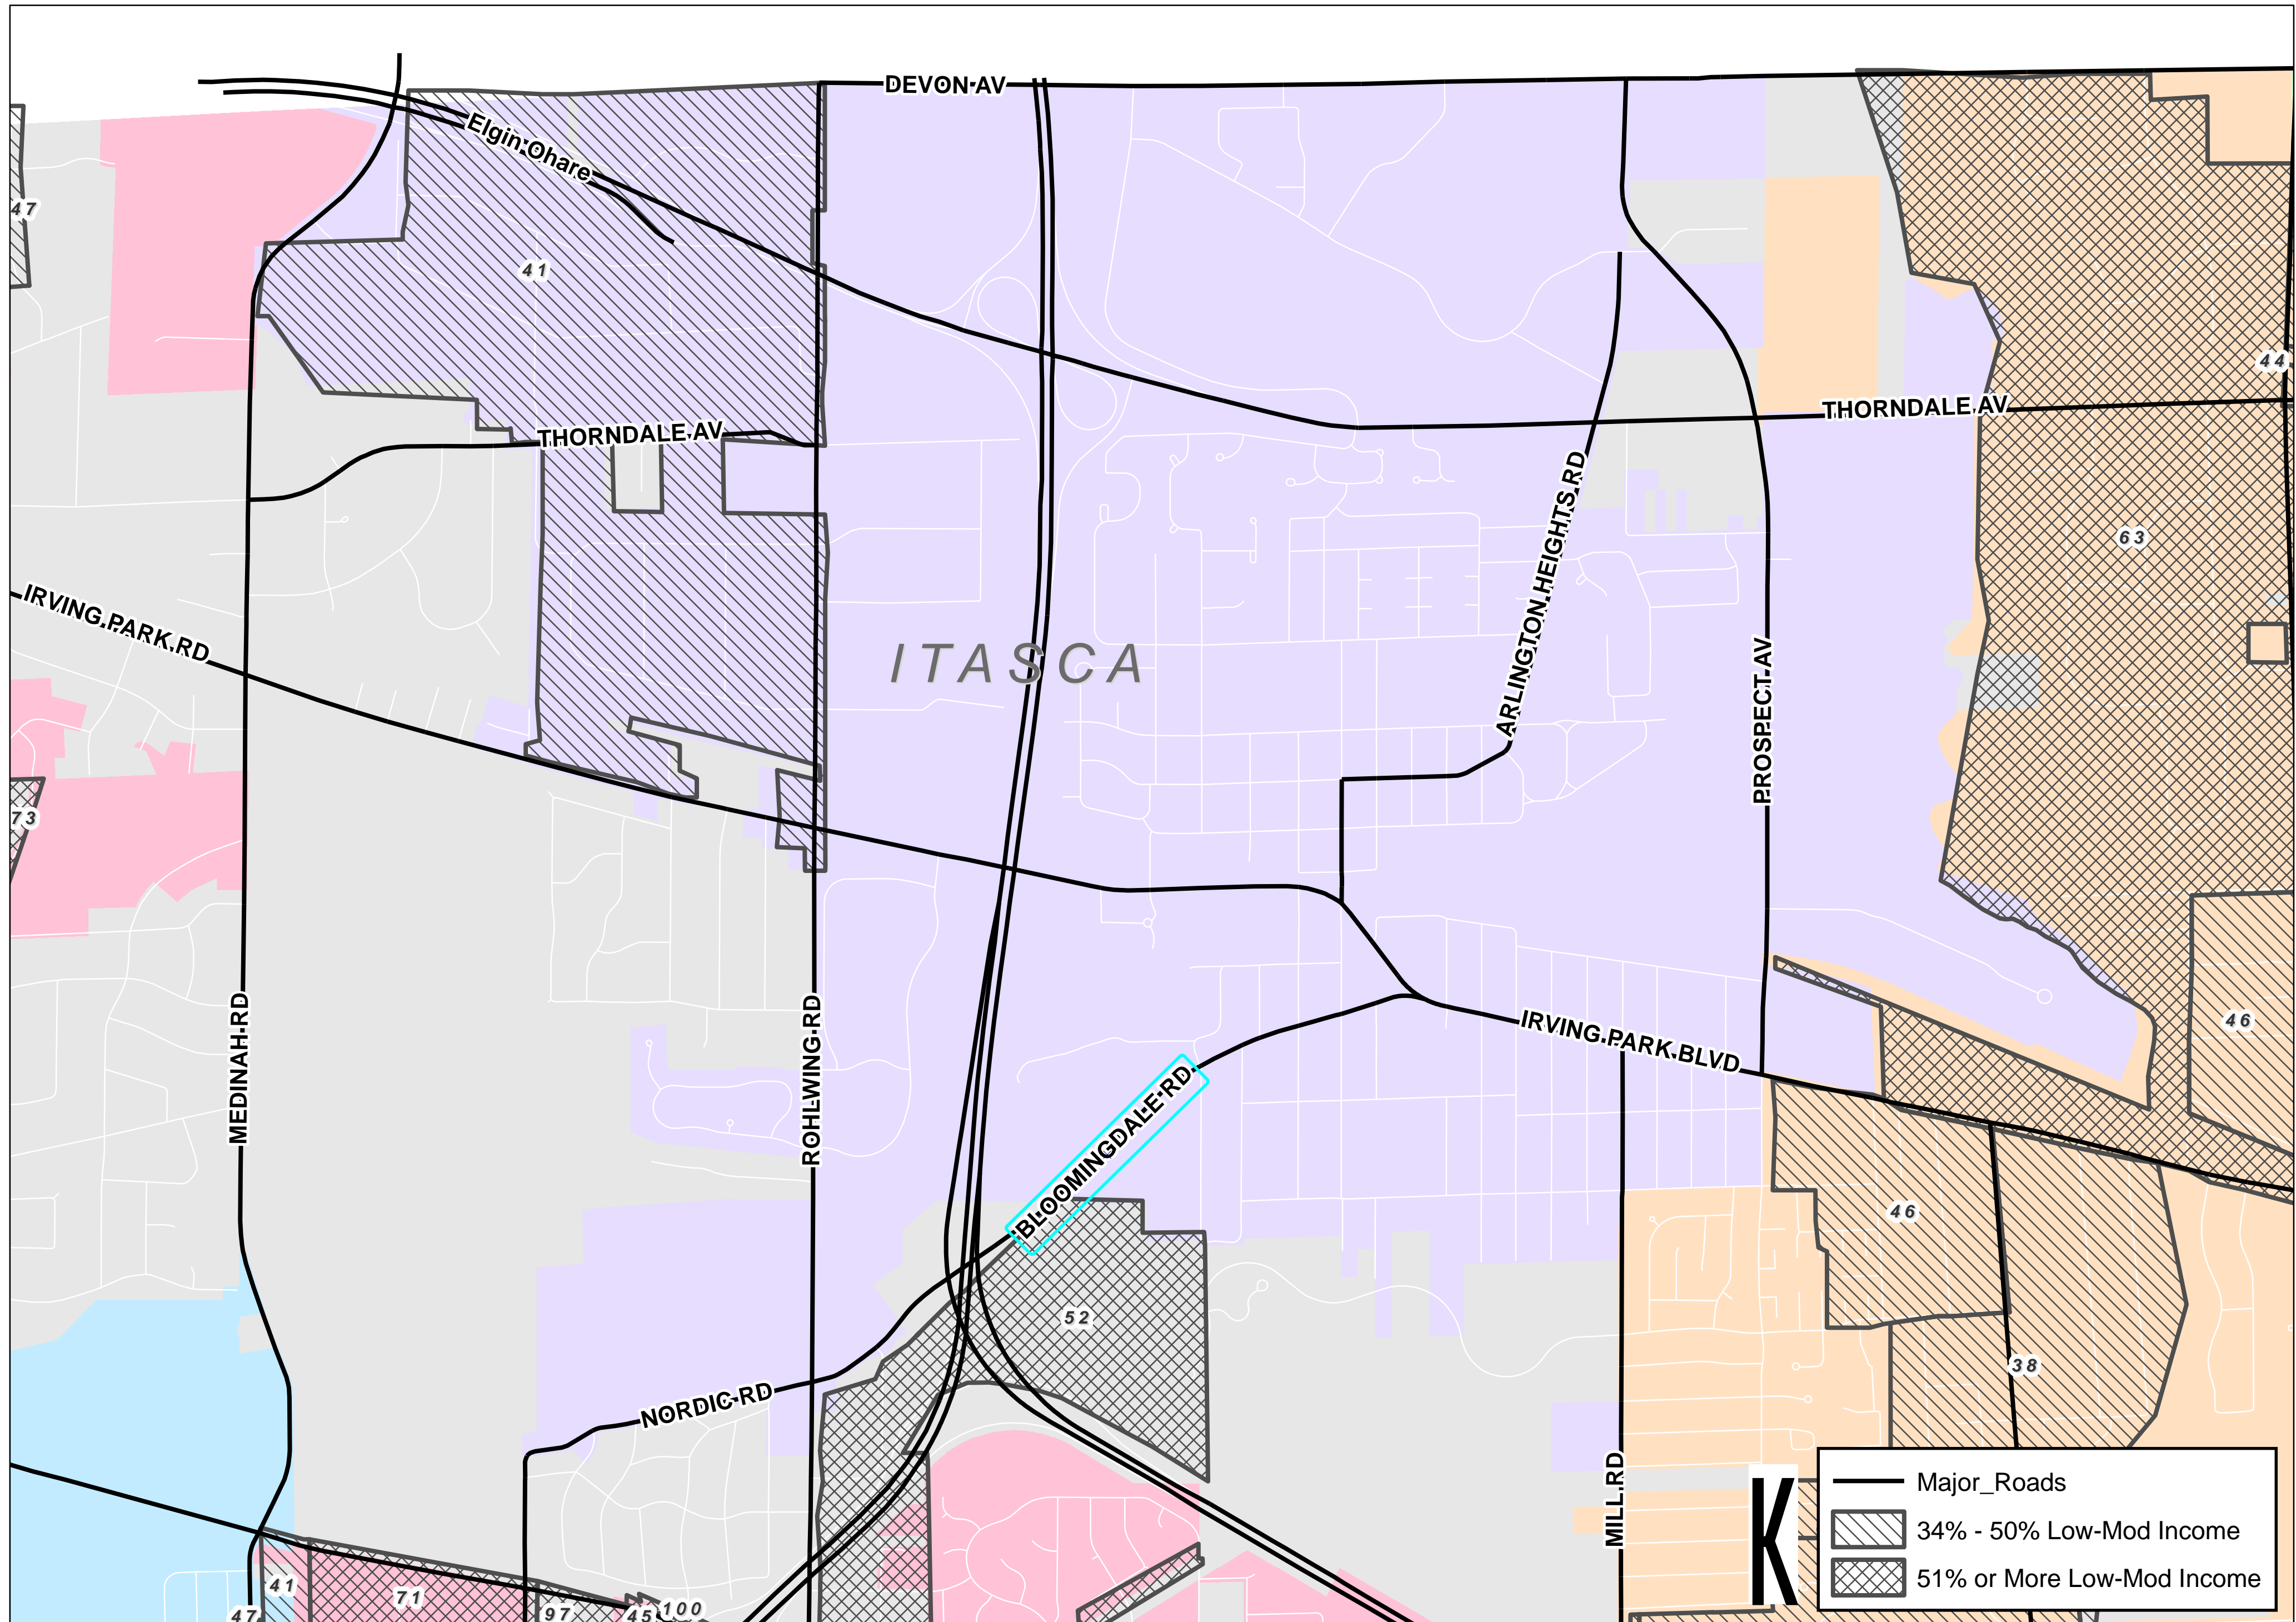 DEVON AV
Elgin Ohare
47
41
44
THORNDALE AV
THORNDALE AV
ARLINGTON HEIGHTS RD
63
IRVING PARK RD
ITASCA
PROSPECT AV
73
MEDINAH RD
ROHLWING RD
IRVING PARK BLVD
46
BLOOMINGDALE RD
46
52
38
NORDIC RD
MILL RD
K
Major_Roads
34% - 50% Low-Mod Income
51% or More Low-Mod Income
41
71
47
97
45
100